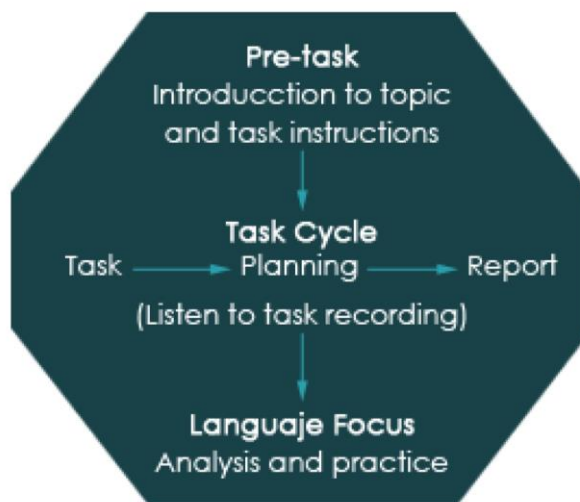 Pre-task
Introducction to topic
and task instructions
Task Cycle
Task Planning Report
(Listen to task recording)
Languaje Focus
Analysis and practice